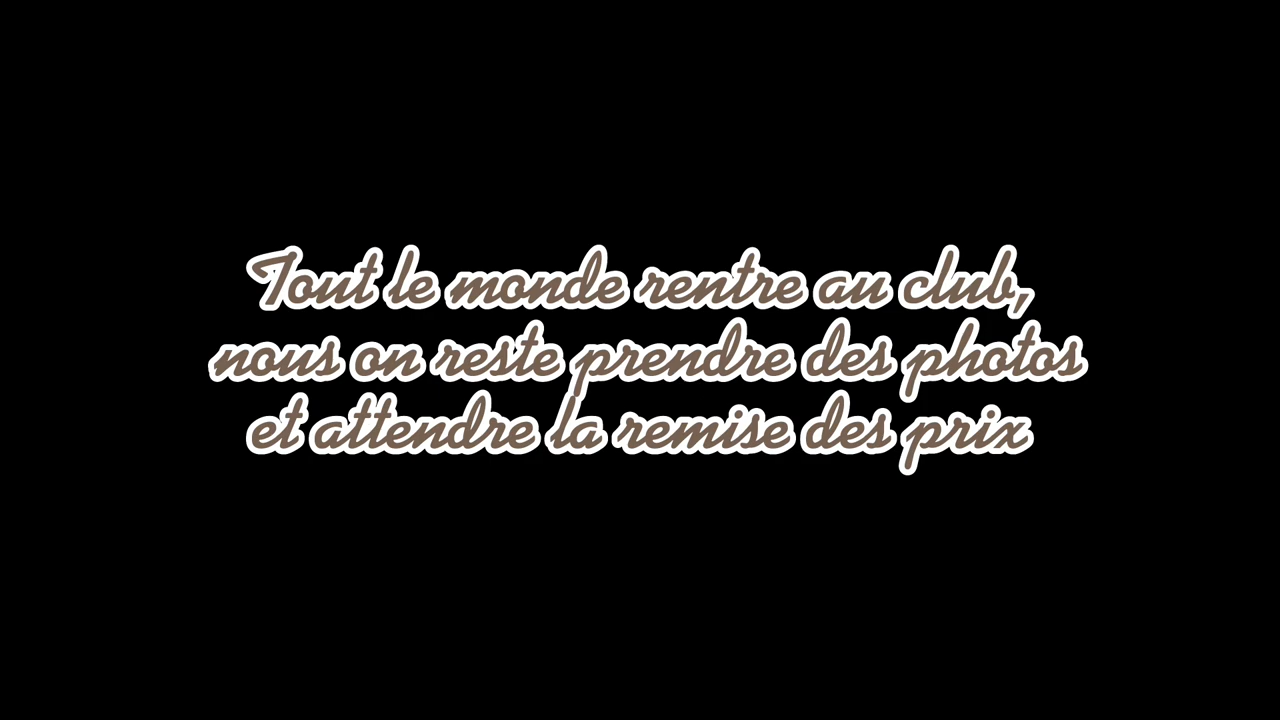 Tout le monde rentre au club,
nous on reste prendre des photos
et attendre la remise des prix